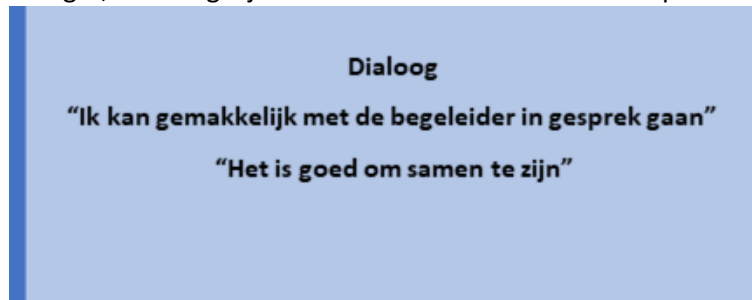 Dialoog
“Ik kan gemakkelijk met de begeleider in gesprek gaan”
“Het is goed om samen te zijn”